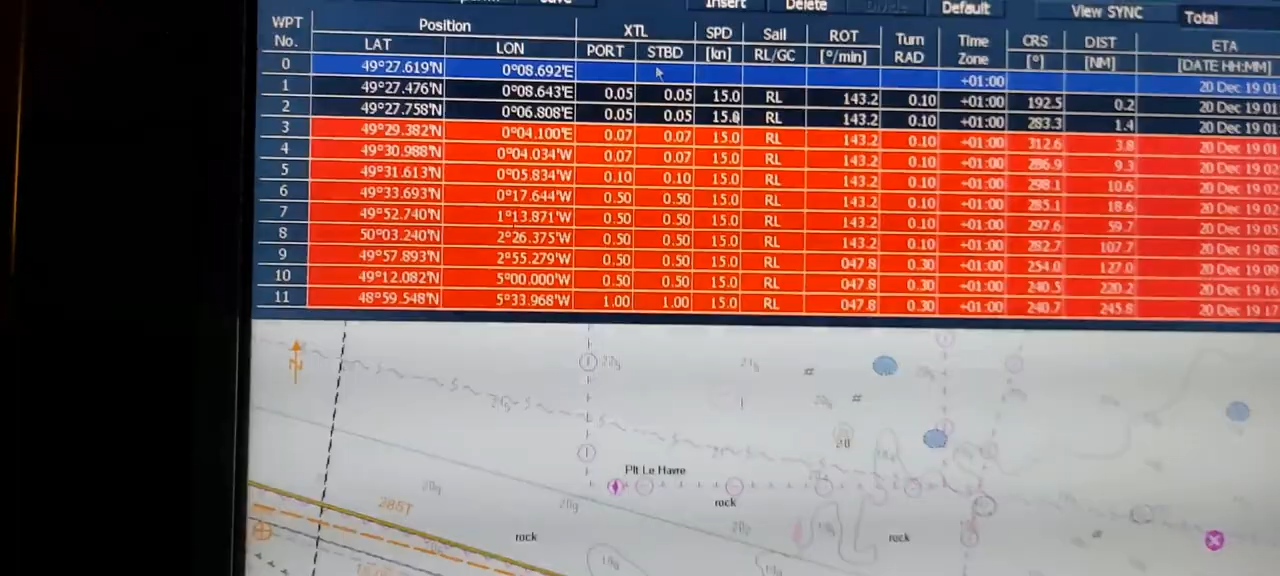 Save Insert Delete Divide Default View SYNC Total
WPT No. Position XTL SPD [kn] Sail RL/GC ROT [°/min] Turn RAD Time Zone CRS [°] DIST [NM] ETA [DATE HH:MM]
LAT LON PORT STBD
0 49°27.619'N 0°08.692'E +01:00 20 Dec 19 01
1 49°27.476'N 0°08.643'E 0.05 0.05 15.0 RL 143.2 0.10 +01:00 192.5 0.2 20 Dec 19 01
2 49°27.758'N 0°06.808'E 0.05 0.05 15.0 RL 143.2 0.10 +01:00 283.3 1.4 20 Dec 19 01
3 49°29.382'N 0°04.100'E 0.07 0.07 15.0 RL 143.2 0.10 +01:00 312.6 3.8 20 Dec 19 01
4 49°30.988'N 0°04.034'W 0.07 0.07 15.0 RL 143.2 0.10 +01:00 286.9 9.3 20 Dec 19 02
5 49°31.613'N 0°05.834'W 0.10 0.10 15.0 RL 143.2 0.10 +01:00 298.1 10.6 20 Dec 19 02
6 49°33.693'N 0°17.644'W 0.50 0.50 15.0 RL 143.2 0.10 +01:00 285.1 18.6 20 Dec 19 02
7 49°52.740'N 1°13.871'W 0.50 0.50 15.0 RL 143.2 0.10 +01:00 297.6 59.7 20 Dec 19 05
8 50°03.240'N 2°26.375'W 0.50 0.50 15.0 RL 143.2 0.10 +01:00 282.7 107.7 20 Dec 19 08
9 49°57.893'N 2°55.279'W 0.50 0.50 15.0 RL 047.8 0.30 +01:00 254.0 127.0 20 Dec 19 09
10 49°12.082'N 5°00.000'W 0.50 0.50 15.0 RL 047.8 0.30 +01:00 240.5 220.2 20 Dec 19 16
11 48°59.548'N 5°33.968'W 1.00 1.00 15.0 RL 047.8 0.30 +01:00 240.7 245.8 20 Dec 19 17
Plt Le Havre
rock
285T
rock
rock